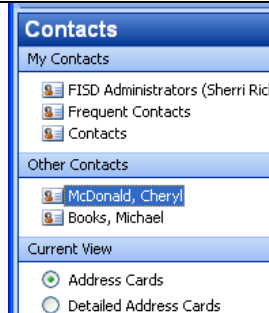 Contacts
My Contacts
FISD Administrators (Sherri Ric
Frequent Contacts
Contacts
Other Contacts
McDonald, Cheryl
Books, Michael
Current View
Address Cards
Detailed Address Cards